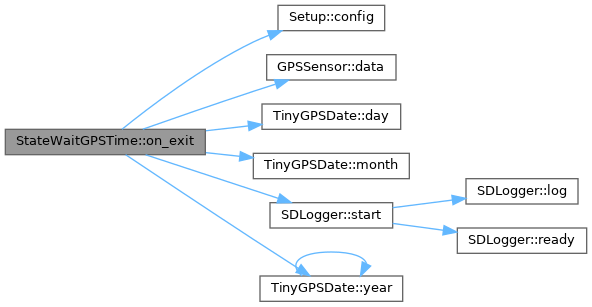 Setup::config
GPSSensor::data
TinyGPSDate::day
StateWaitGPSTime::on_exit
TinyGPSDate::month
SDLogger::log
SDLogger::start
SDLogger::ready
TinyGPSDate::year